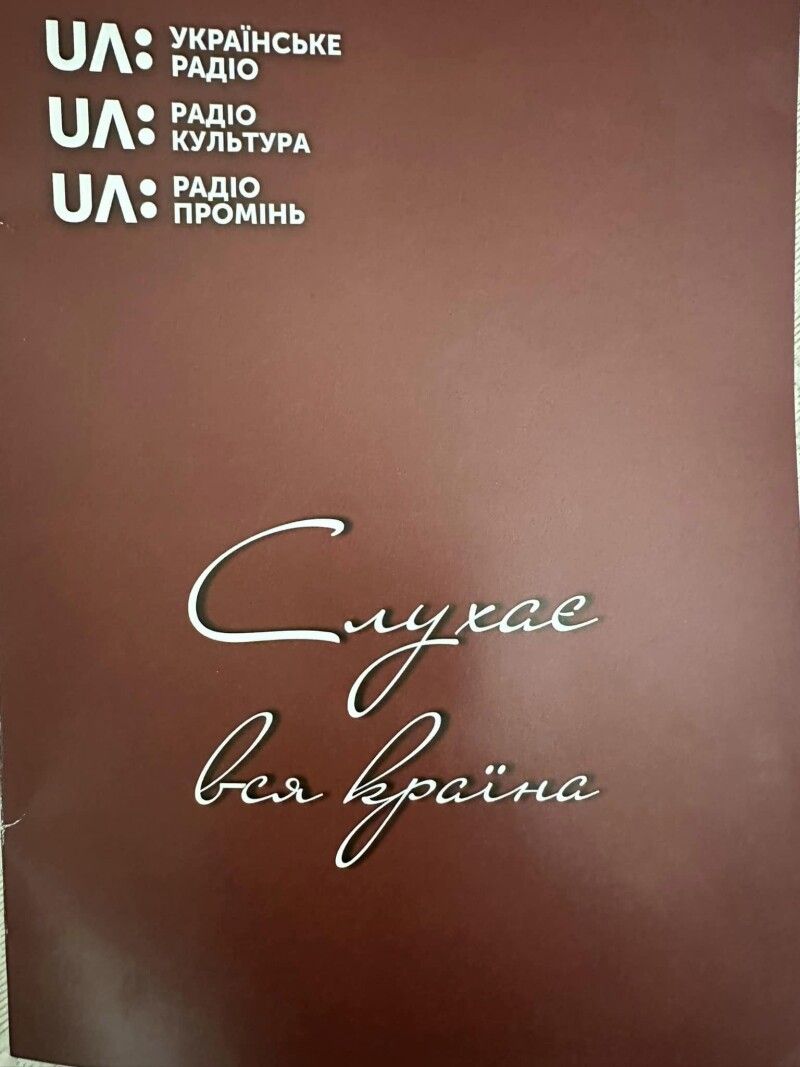 UA: УКРАЇНСЬКЕ
РАДІО
UA: РАДІО
КУЛЬТУРА
UA: РАДІО
ПРОМІНЬ
Слухає
вся країна